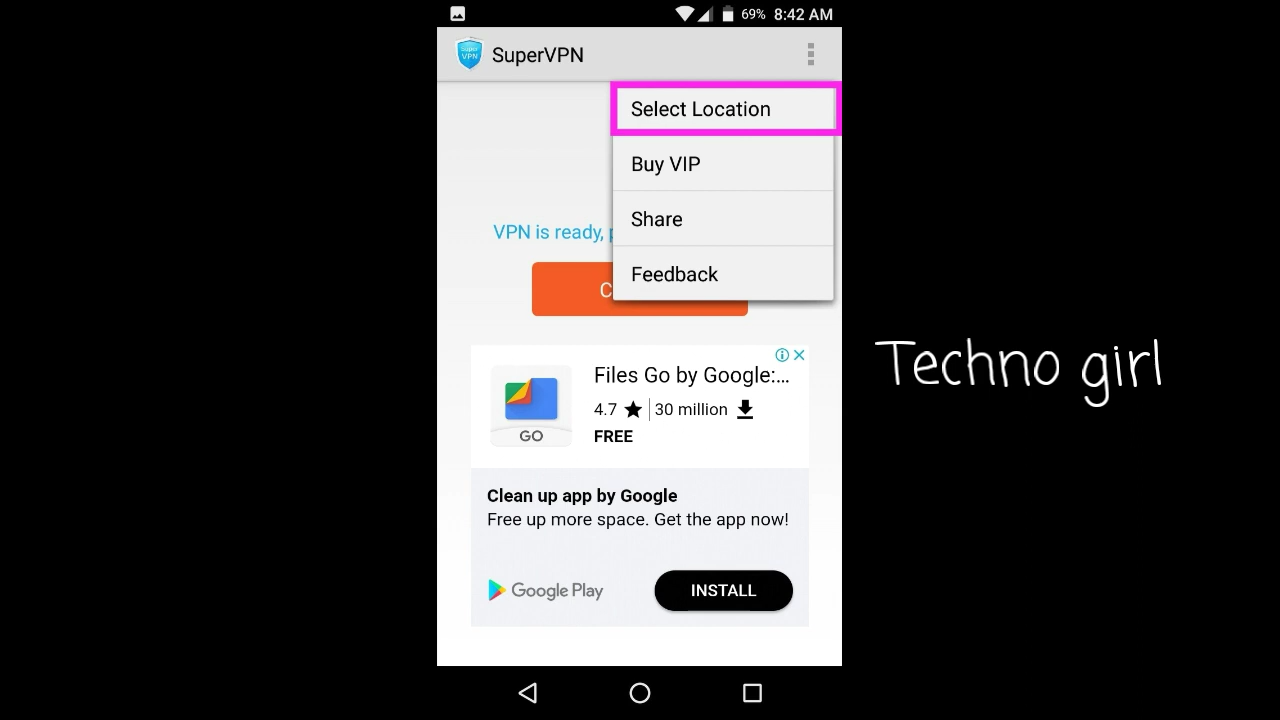 69% 8:42 AM
Super VPN
SuperVPN
Select Location
Buy VIP
Share
Feedback
VPN is ready,
C
Files Go by Google:...
4.7 30 million
FREE
GO
Clean up app by Google
Free up more space. Get the app now!
Google Play
INSTALL
Techno girl